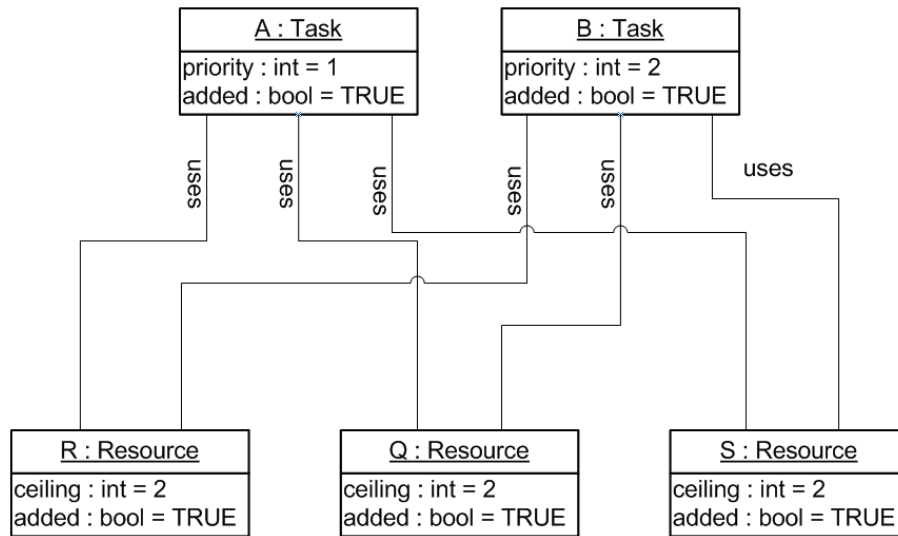 A : Task
priority : int = 1
added : bool = TRUE
B : Task
priority : int = 2
added : bool = TRUE
uses
uses
uses
uses
uses
uses
R : Resource
ceiling : int = 2
added : bool = TRUE
Q : Resource
ceiling : int = 2
added : bool = TRUE
S : Resource
ceiling : int = 2
added : bool = TRUE